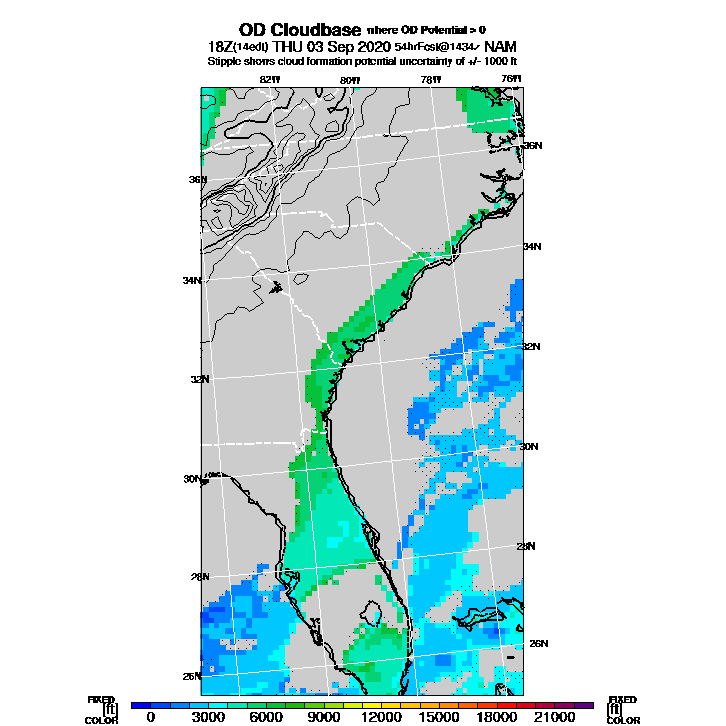 OD Cloudbase where OD Potential > 0
18Z(14edt) THU 03 Sep 2020 54hrFcst@1434z NAM
Stipple shows cloud formation potential uncertainty of +/- 1000 ft
82W 80W 78W 76W
36N
36N
34N
34N
32N
32N
30N
30N
28N
28N
26N
26N
FIXED FIXED
[ft] 0 3000 6000 9000 12000 15000 18000 21000 [ft]
COLOR COLOR